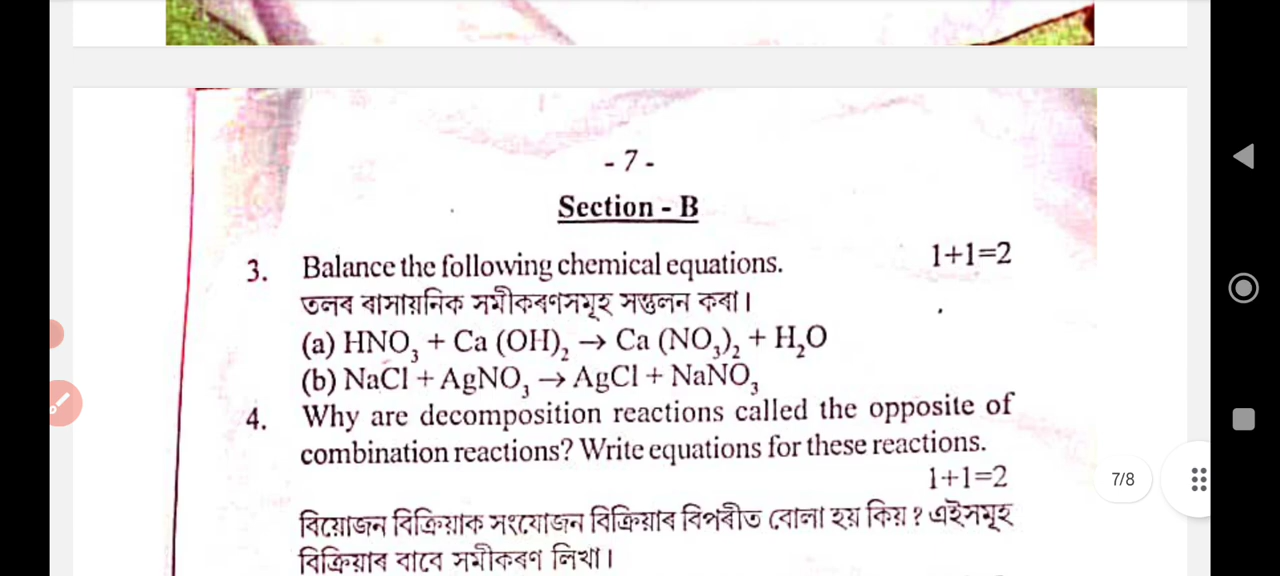 - 7 -
Section - B
3. Balance the following chemical equations. 1+1=2
তলৰ ৰাসায়নিক সমীকৰণসমূহ সন্তুলন কৰা।
(a) HNO₃ + Ca (OH)₂ → Ca (NO₃)₂ + H₂O
(b) NaCl + AgNO₃ → AgCl + NaNO₃
4. Why are decomposition reactions called the opposite of
combination reactions? Write equations for these reactions.
1+1=2
বিয়োজন বিক্ৰিয়াক সংযোজন বিক্ৰিয়াৰ বিপৰীত বোলা হয় কিয়? এইসমূহ
বিক্ৰিয়াৰ বাবে সমীকৰণ লিখা।
7/8